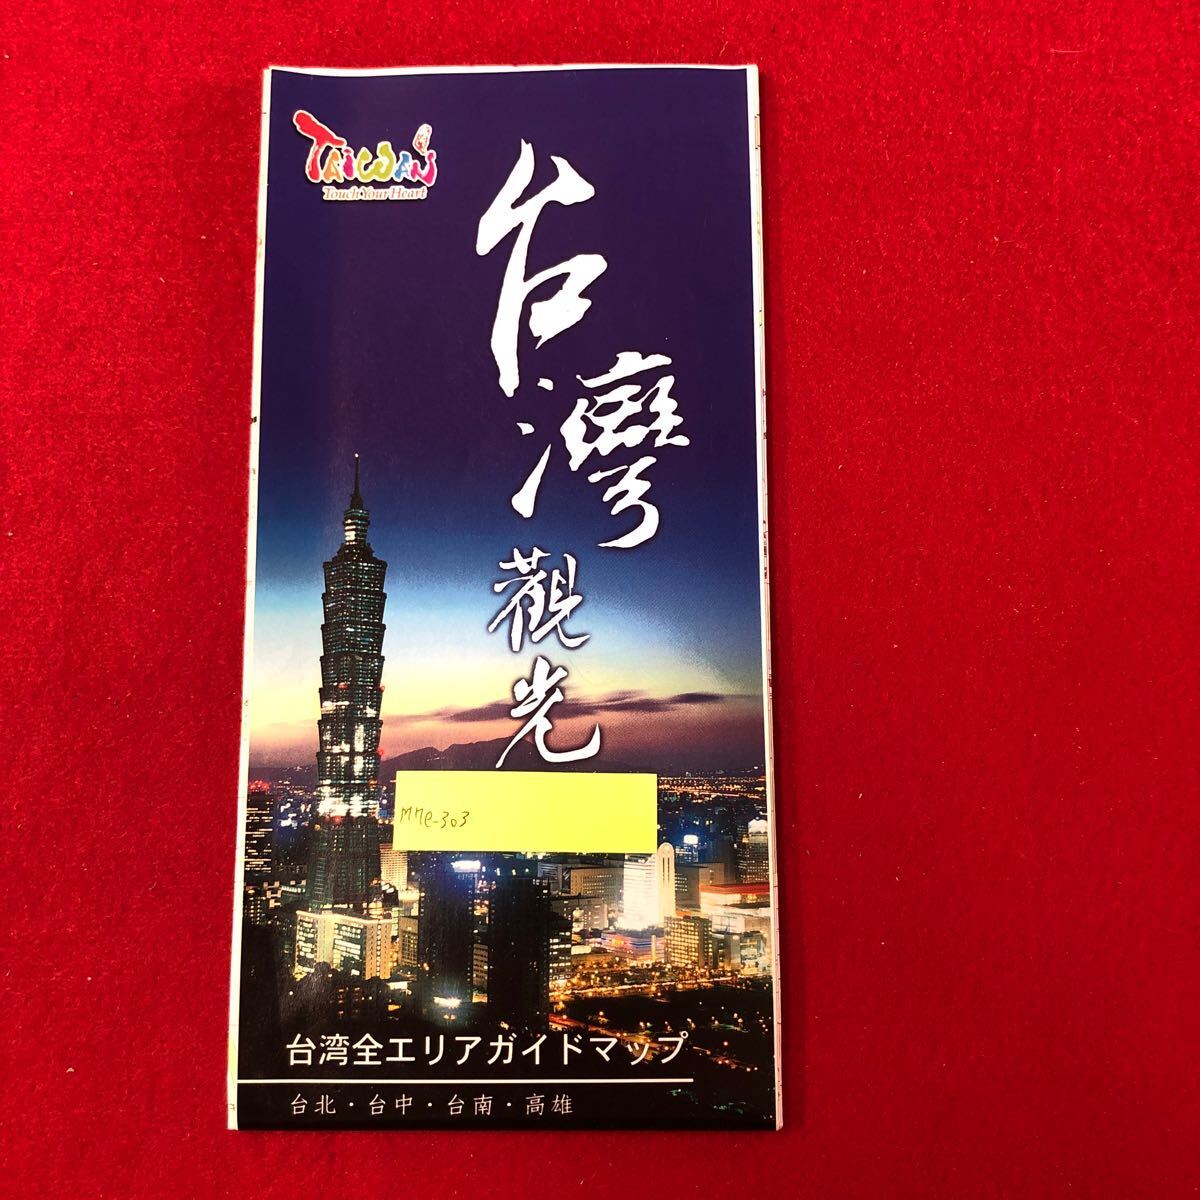 TAIWAN
Touch Your Heart
台灣
觀光
Mne-303
台湾全エリアガイドマップ
台北・台中・台南・高雄